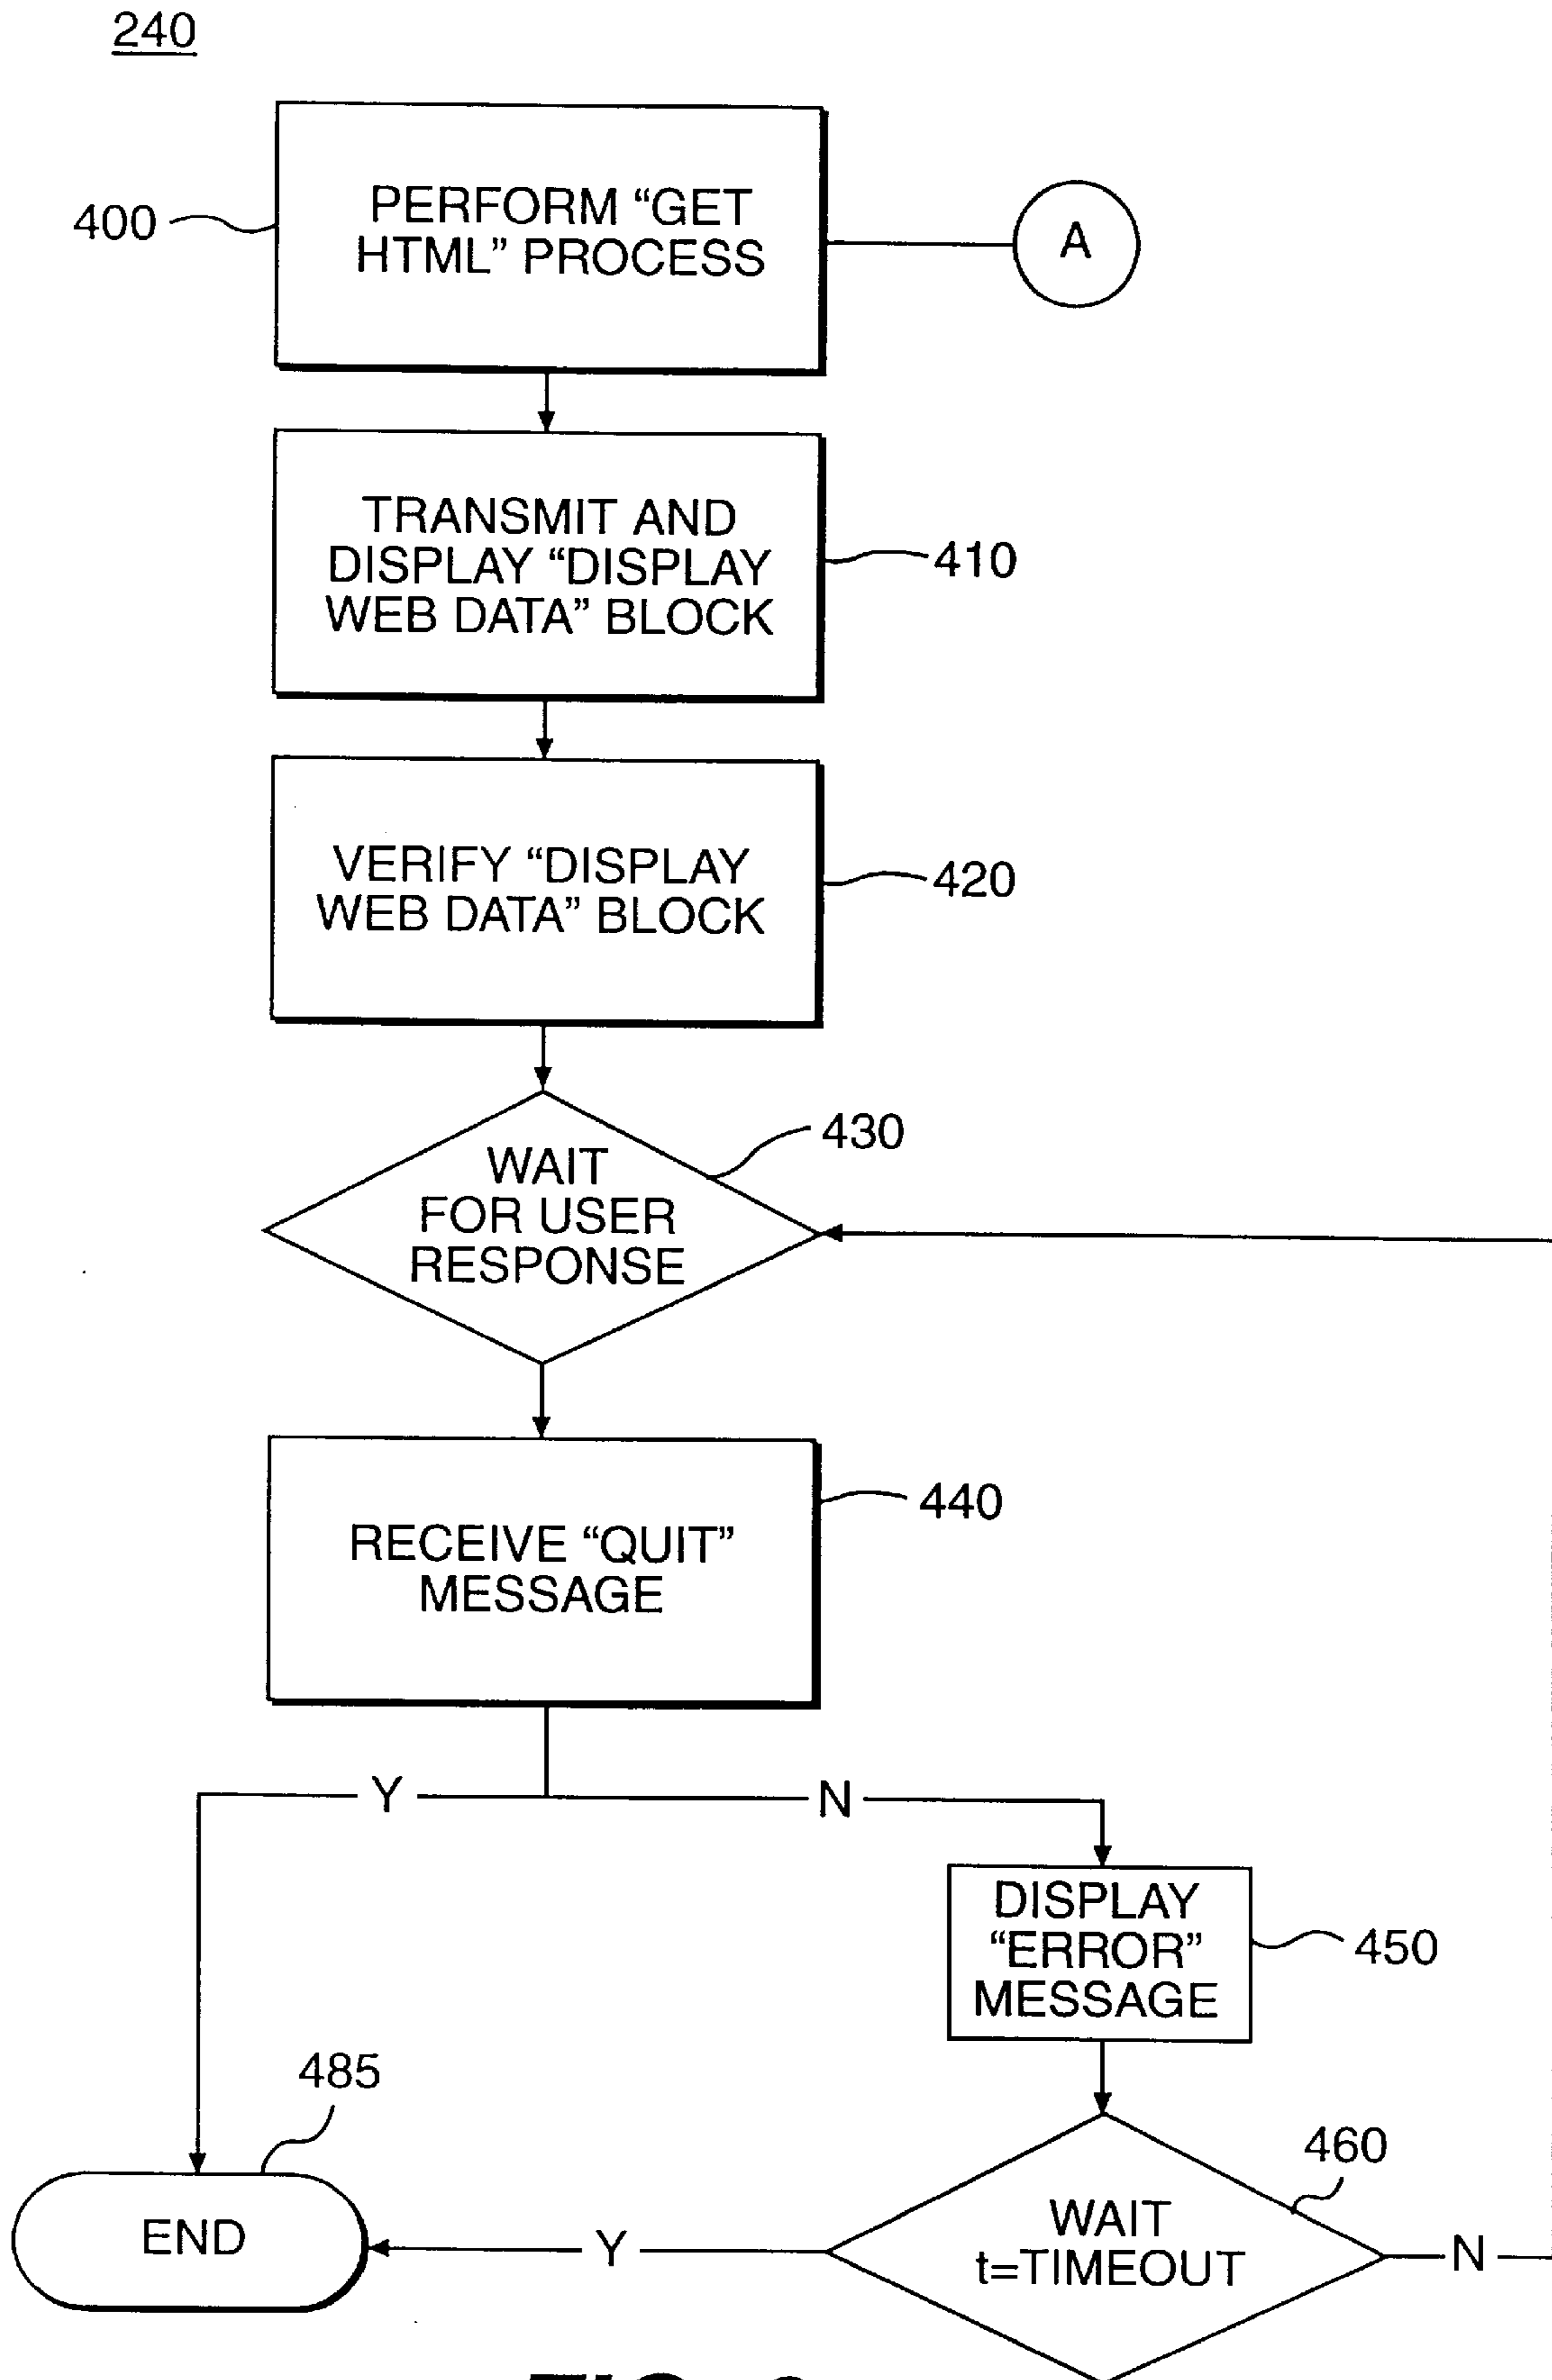 240
400
PERFORM “GET
HTML” PROCESS
A
TRANSMIT AND
DISPLAY “DISPLAY
WEB DATA” BLOCK
410
VERIFY “DISPLAY
WEB DATA” BLOCK
420
430
WAIT
FOR USER
RESPONSE
440
RECEIVE “QUIT”
MESSAGE
Y
N
DISPLAY
“ERROR”
MESSAGE
450
485
END
460
WAIT
t=TIMEOUT
Y
N